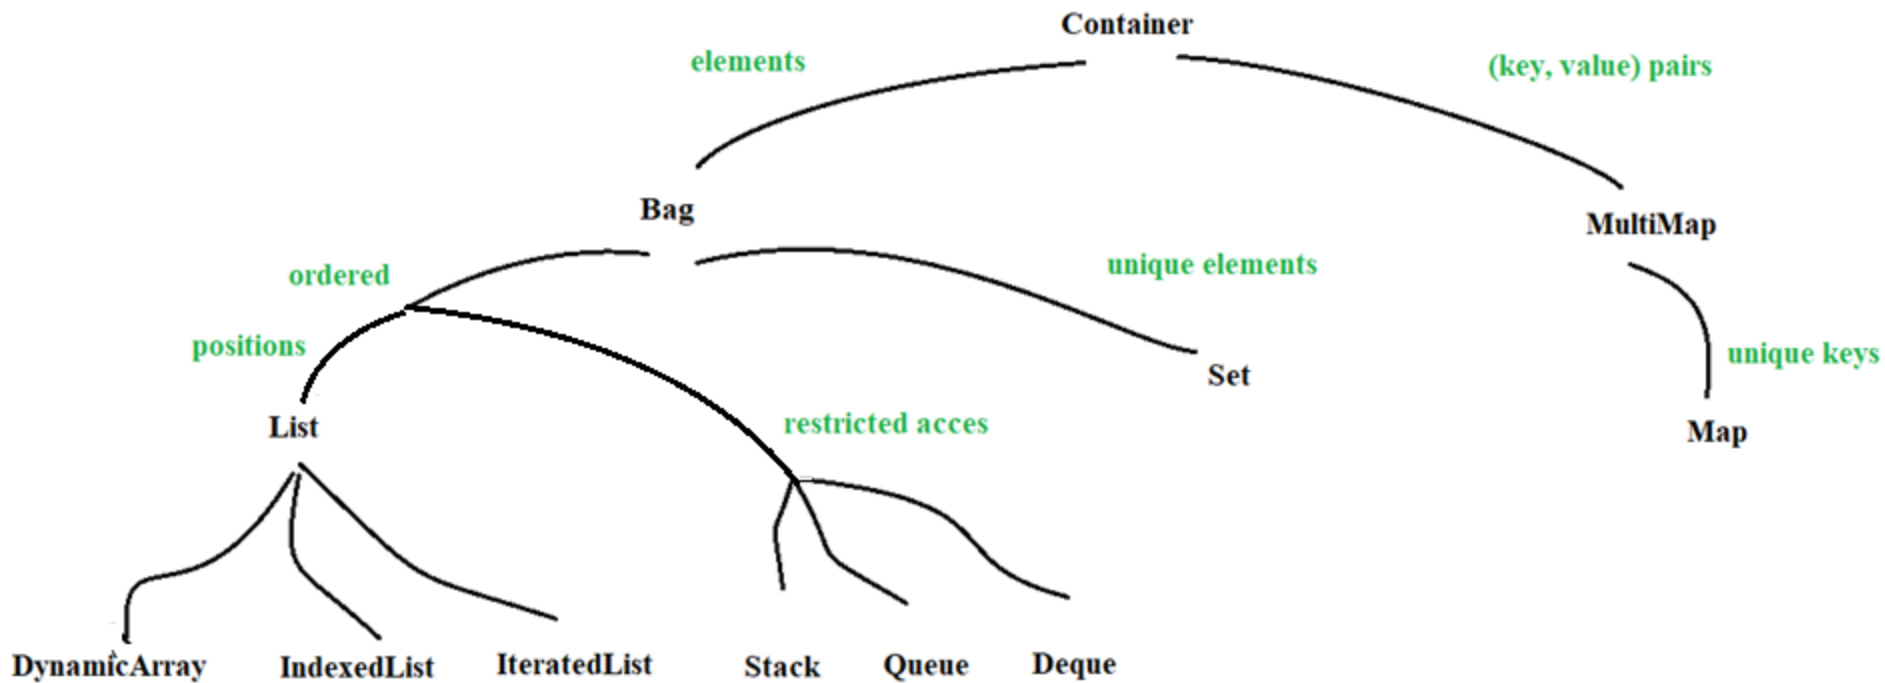 Container
elements
(key, value) pairs
Bag
MultiMap
ordered
unique elements
positions
unique keys
Set
List
restricted acces
Map
DynamicArray
IndexedList
IteratedList
Stack
Queue
Deque